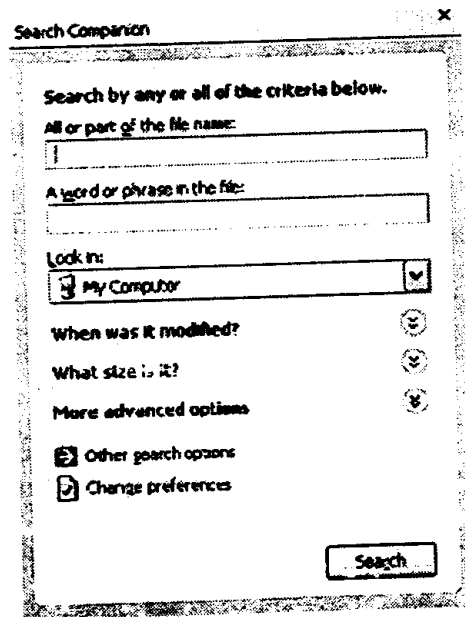 Search Companion
Search by any or all of the criteria below.
All or part of the file name:
A word or phrase in the file:
Look in:
My Computer
When was it modified?
What size is it?
More advanced options
Other search options
Change preferences
Search